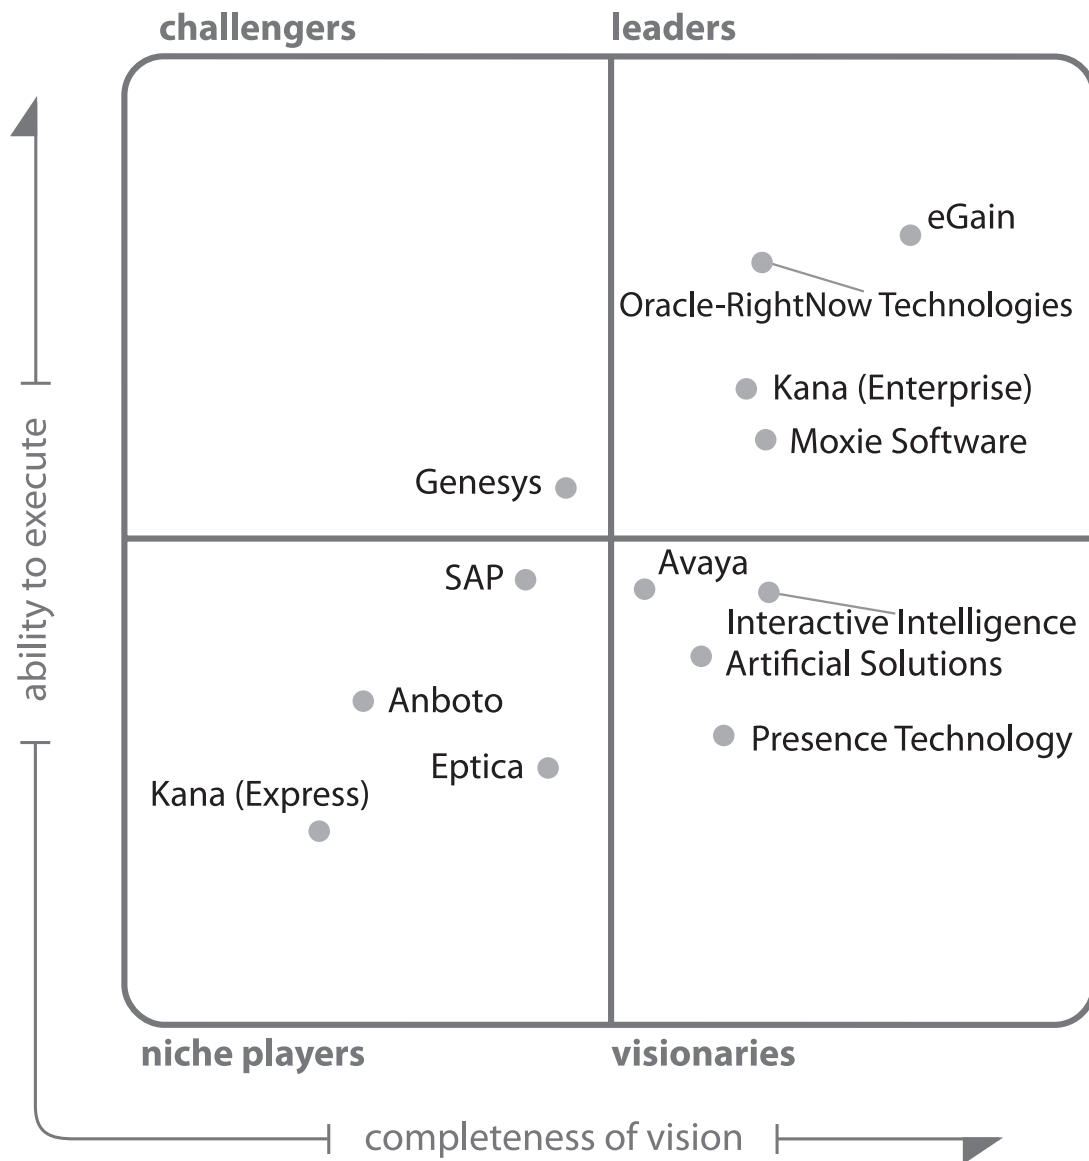 challengers
leaders
eGain
Oracle-RightNow Technologies
Kana (Enterprise)
Moxie Software
Genesys
SAP
Avaya
Interactive Intelligence
Artificial Solutions
Anboto
Presence Technology
Eptica
Kana (Express)
niche players
visionaries
ability to execute
completeness of vision